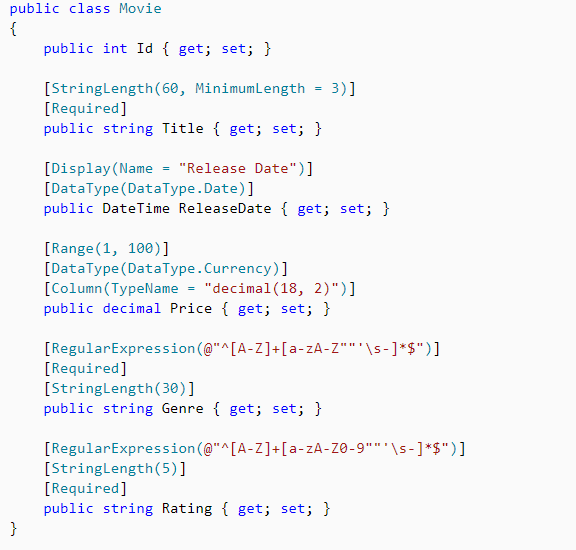 public class Movie
{
    public int Id { get; set; }

    [StringLength(60, MinimumLength = 3)]
    [Required]
    public string Title { get; set; }

    [Display(Name = "Release Date")]
    [DataType(DataType.Date)]
    public DateTime ReleaseDate { get; set; }

    [Range(1, 100)]
    [DataType(DataType.Currency)]
    [Column(TypeName = "decimal(18, 2)")]
    public decimal Price { get; set; }

    [RegularExpression(@"^[A-Z]+[a-zA-Z""'\s-]*$")]
    [Required]
    [StringLength(30)]
    public string Genre { get; set; }

    [RegularExpression(@"^[A-Z]+[a-zA-Z0-9""'\s-]*$")]
    [StringLength(5)]
    [Required]
    public string Rating { get; set; }
}